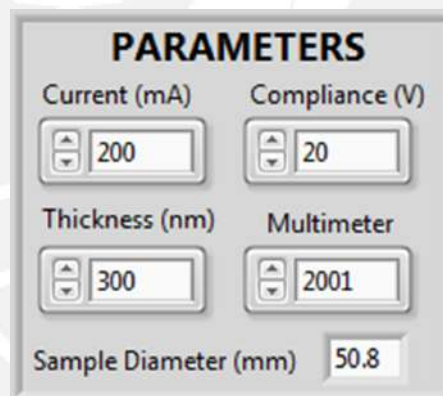 PARAMETERS
Current (mA) Compliance (V)
200 20
Thickness (nm) Multimeter
300 2001
Sample Diameter (mm) 50.8